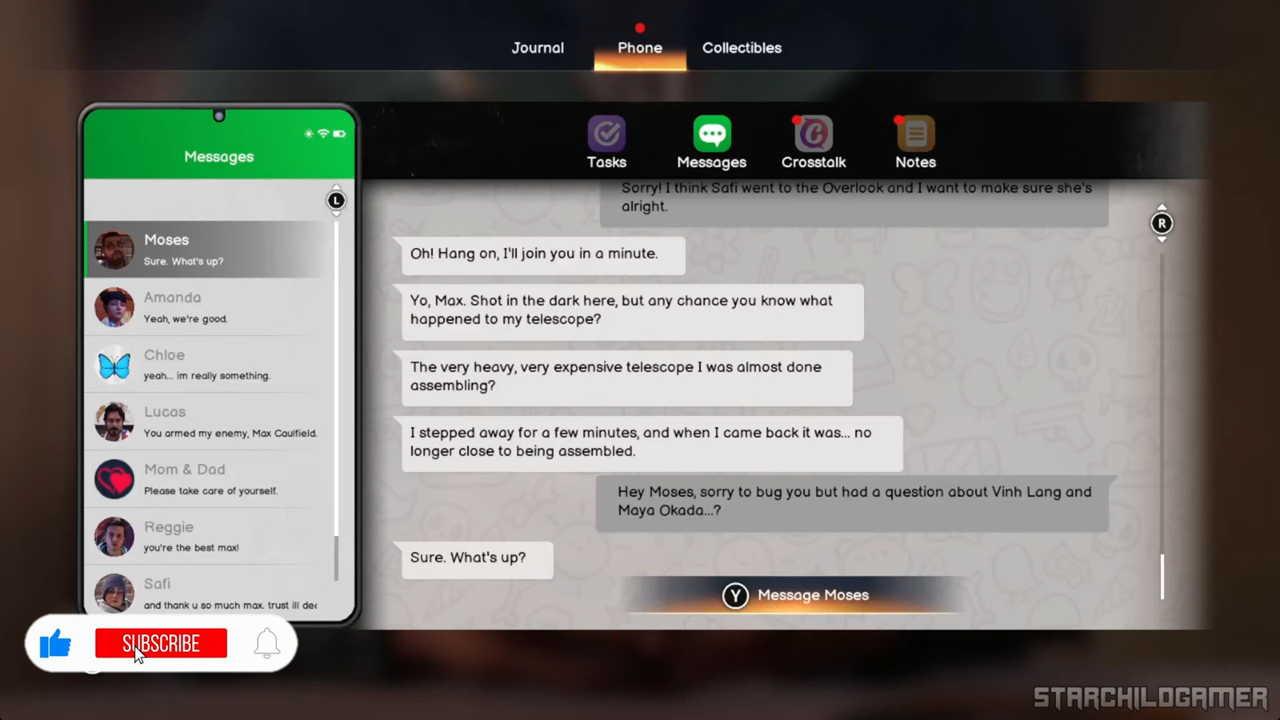 Journal
Phone
Collectibles
Messages
L
Tasks
Messages
Crosstalk
Notes
Moses
Sure. What's up?
Amanda
Yeah, we're good.
Chloe
yeah... im really something.
Lucas
You armed my enemy, Max Caulfield.
Mom & Dad
Please take care of yourself.
Reggie
you're the best max!
Safi
and thank u so much max. trust ill dec
Sorry! I think Safi went to the Overlook and I want to make sure she's
alright.
R
Oh! Hang on, I'll join you in a minute.
Yo, Max. Shot in the dark here, but any chance you know what
happened to my telescope?
The very heavy, very expensive telescope I was almost done
assembling?
I stepped away for a few minutes, and when I came back it was... no
longer close to being assembled.
Hey Moses, sorry to bug you but had a question about Vinh Lang and
Maya Okada...?
Sure. What's up?
Y Message Moses
SUBSCRIBE
STARCHILDGAMER